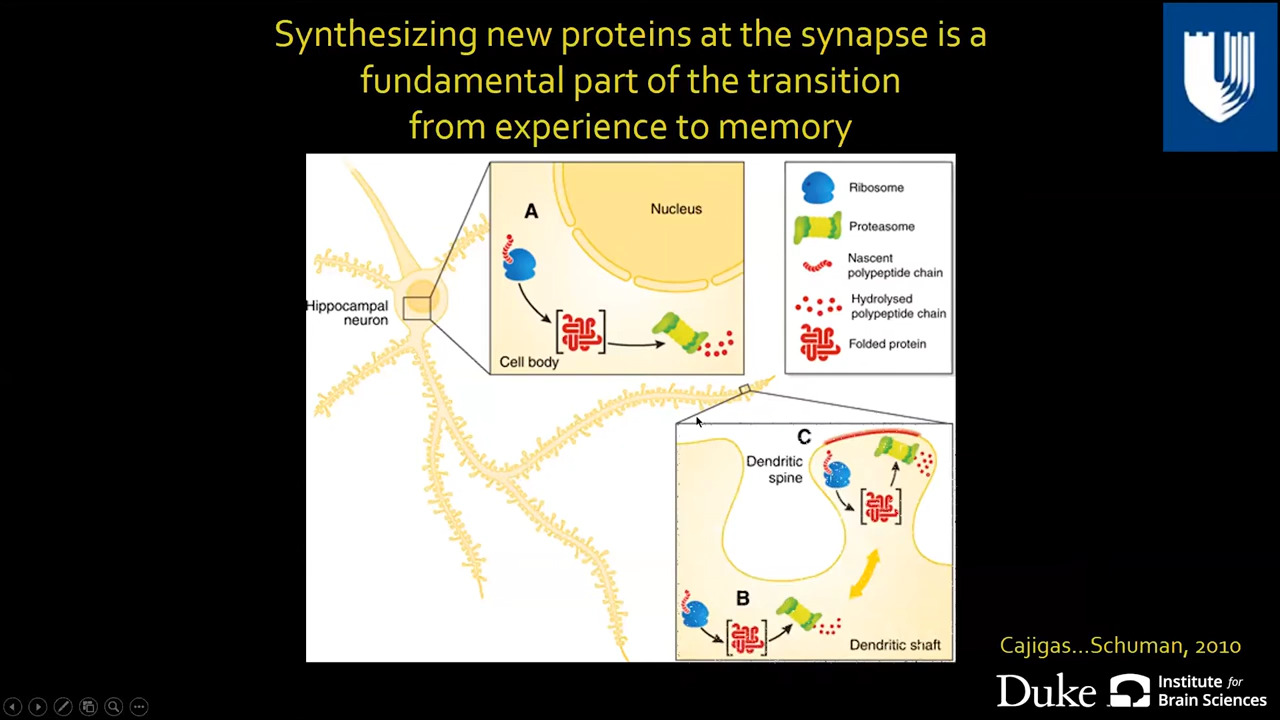 Synthesizing new proteins at the synapse is a
fundamental part of the transition
from experience to memory
A
Nucleus
Cell body
Hippocampal
neuron
Ribosome
Proteasome
Nascent
polypeptide chain
Hydrolysed
polypeptide chain
Folded protein
C
Dendritic
spine
B
Dendritic shaft
Cajigas...Schuman, 2010
Duke
Institute for
Brain Sciences